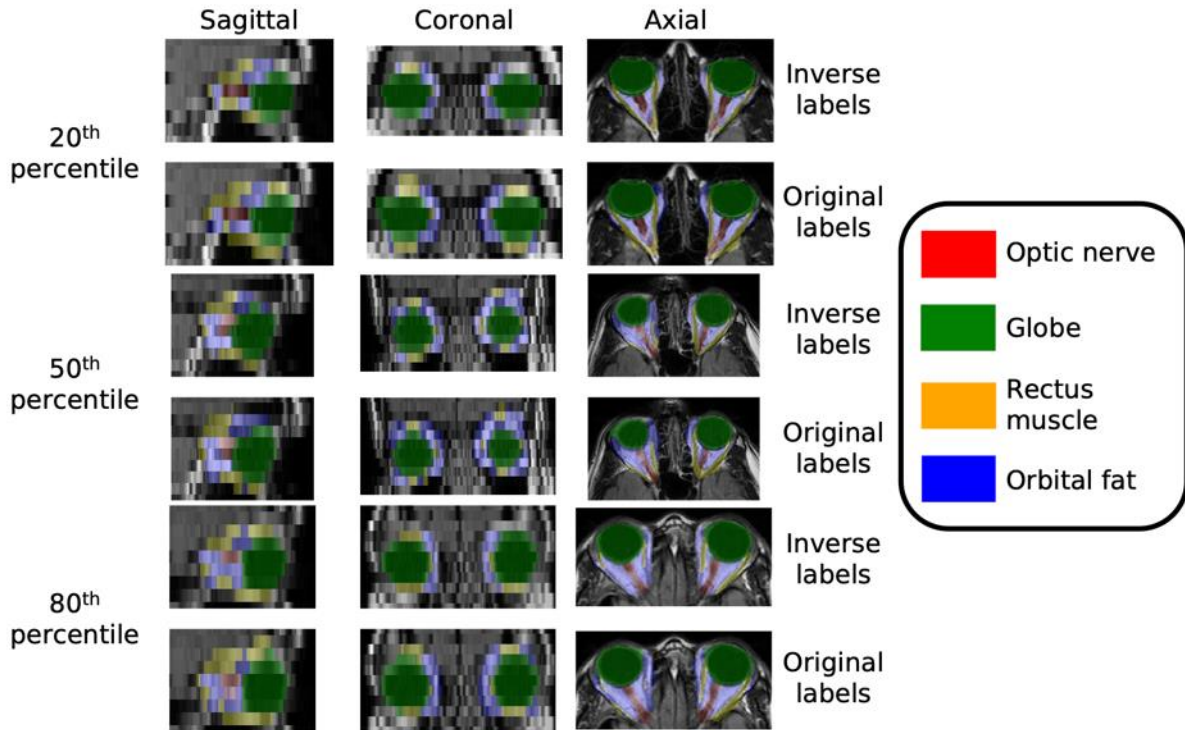 Sagittal
Coronal
Axial
20th
percentile
Inverse
labels
Original
labels
50th
percentile
Inverse
labels
Original
labels
80th
percentile
Inverse
labels
Original
labels
Optic nerve
Globe
Rectus
muscle
Orbital fat